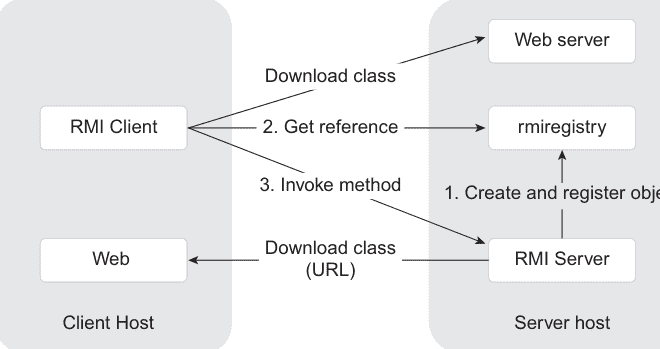 Web server
Download class
RMI Client
2. Get reference
rmiregistry
3. Invoke method
1. Create and register obje
Web
Download class
(URL)
RMI Server
Client Host
Server host